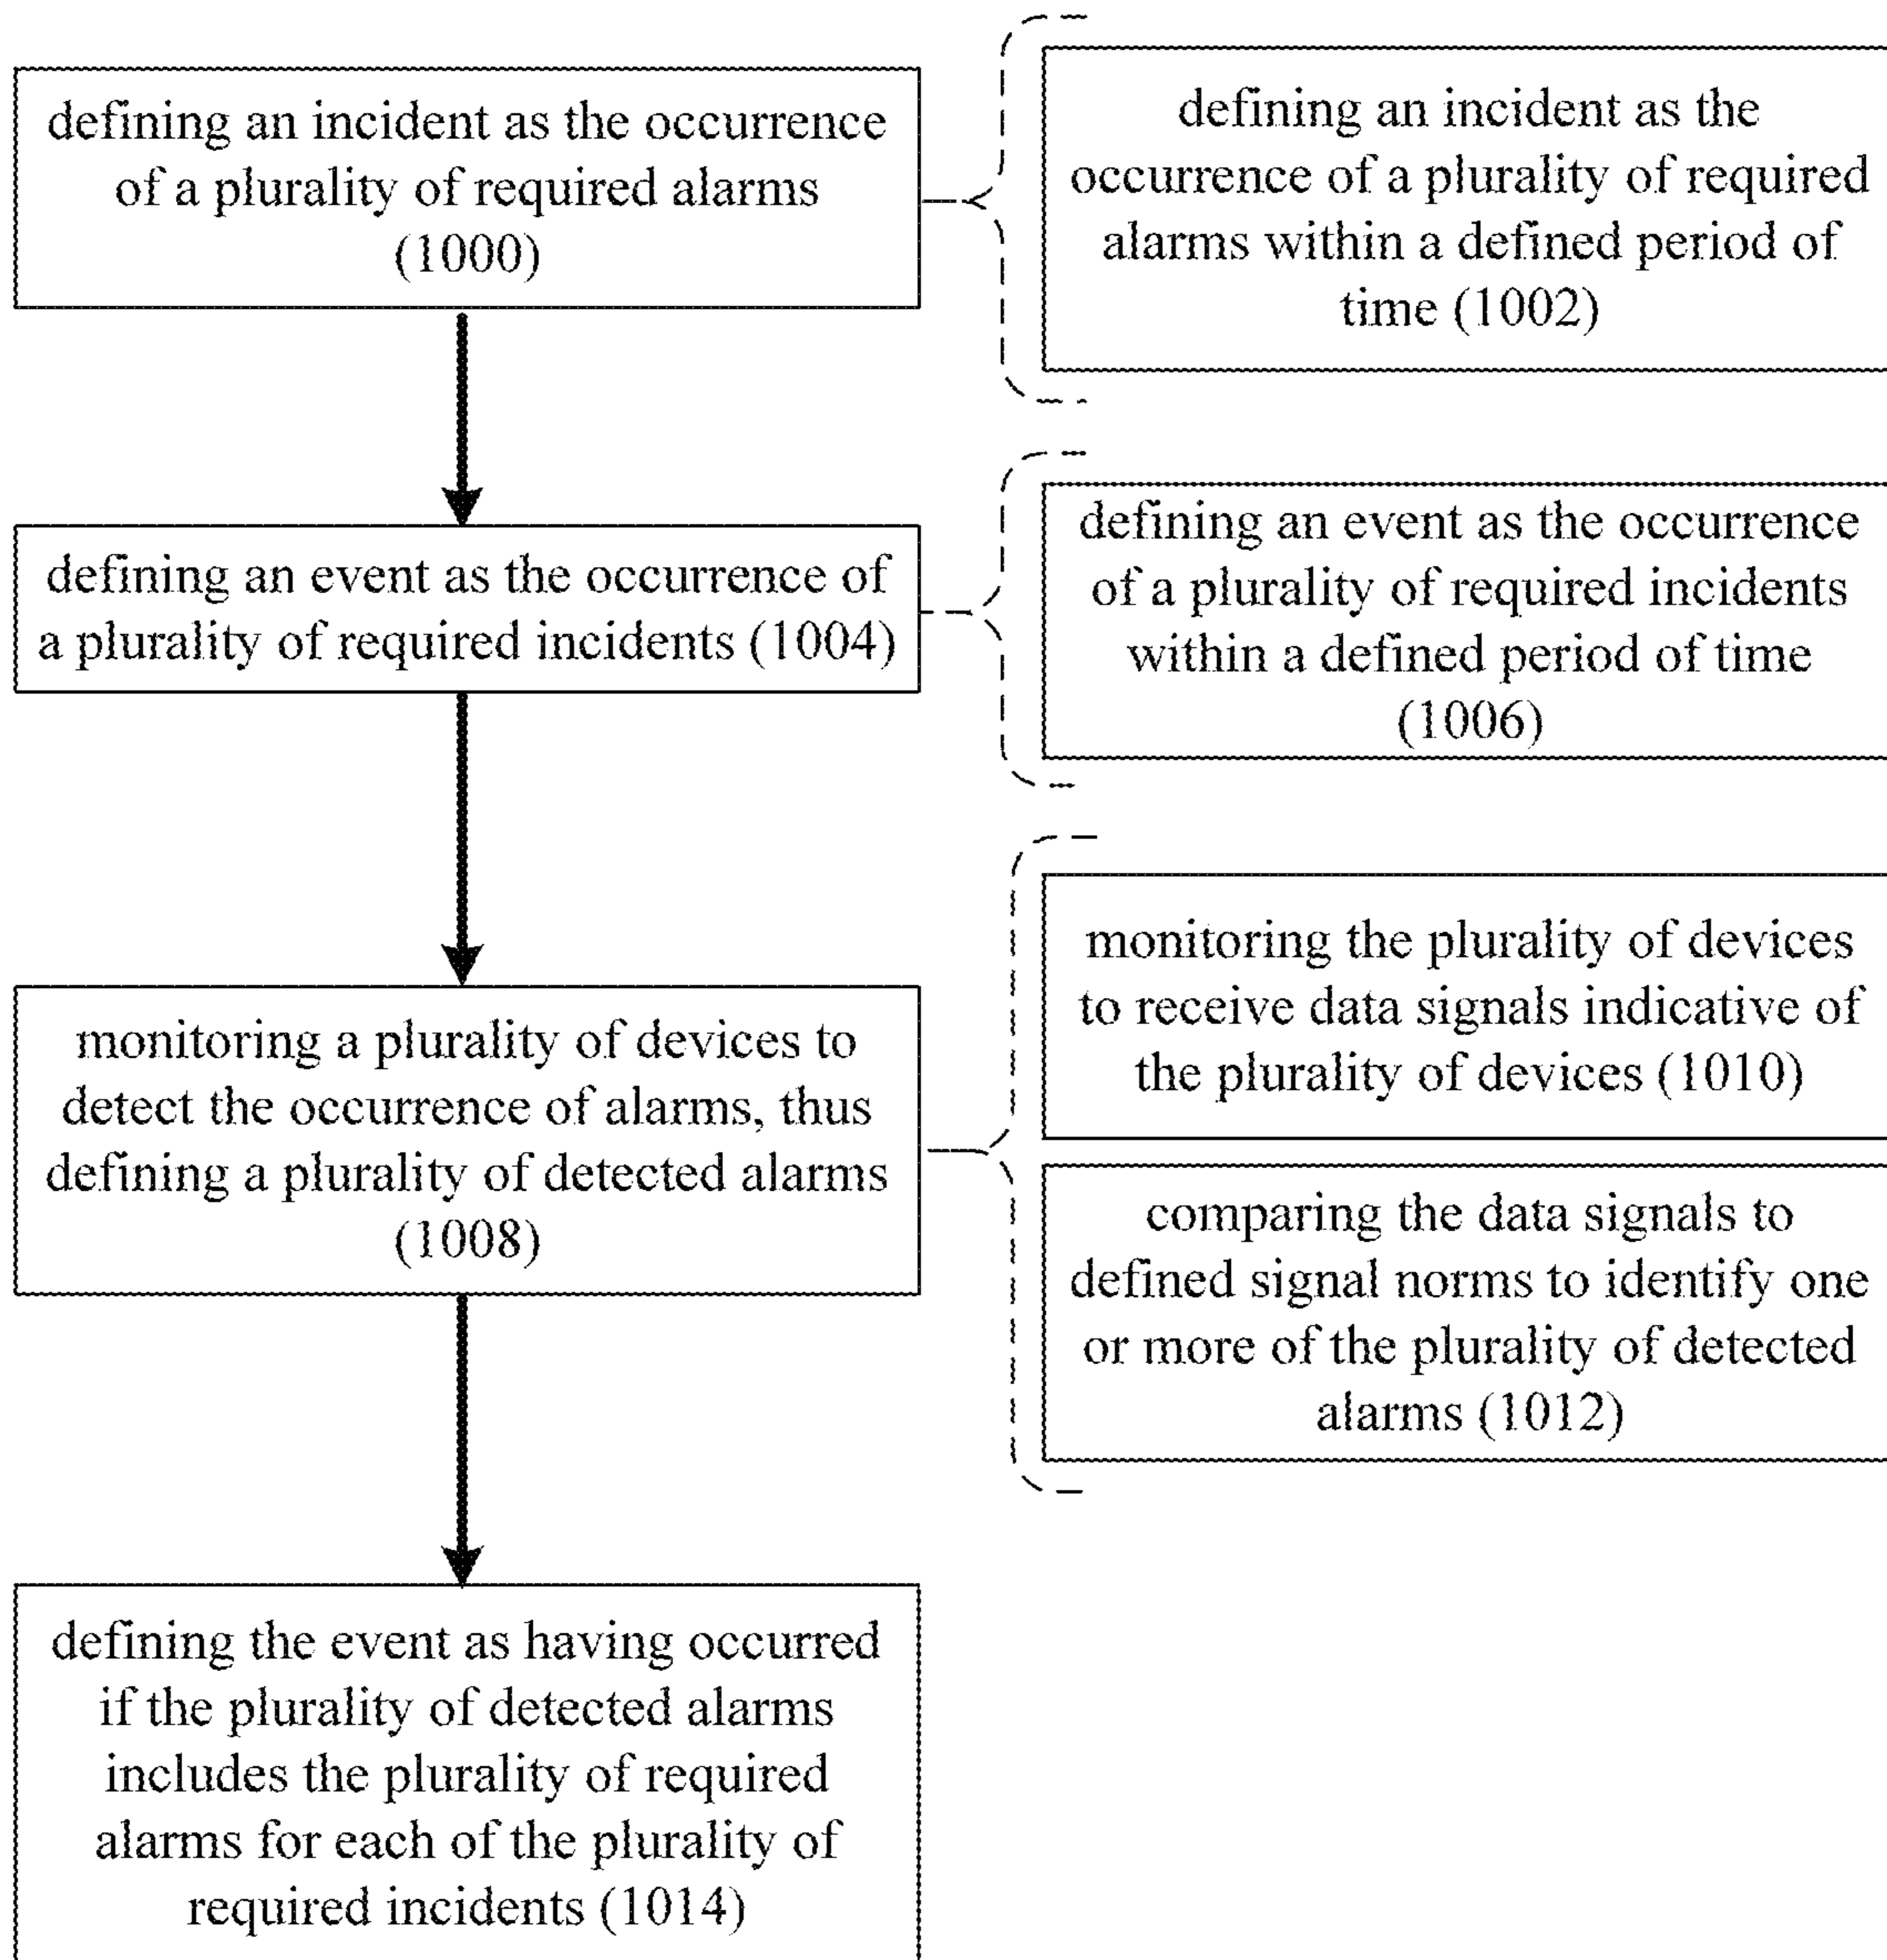 defining an incident as the occurrence
of a plurality of required alarms
(1000)
defining an incident as the
occurrence of a plurality of required
alarms within a defined period of
time (1002)
defining an event as the occurrence of
a plurality of required incidents (1004)
defining an event as the occurrence
of a plurality of required incidents
within a defined period of time
(1006)
monitoring a plurality of devices to
detect the occurrence of alarms, thus
defining a plurality of detected alarms
(1008)
monitoring the plurality of devices
to receive data signals indicative of
the plurality of devices (1010)
comparing the data signals to
defined signal norms to identify one
or more of the plurality of detected
alarms (1012)
defining the event as having occurred
if the plurality of detected alarms
includes the plurality of required
alarms for each of the plurality of
required incidents (1014)